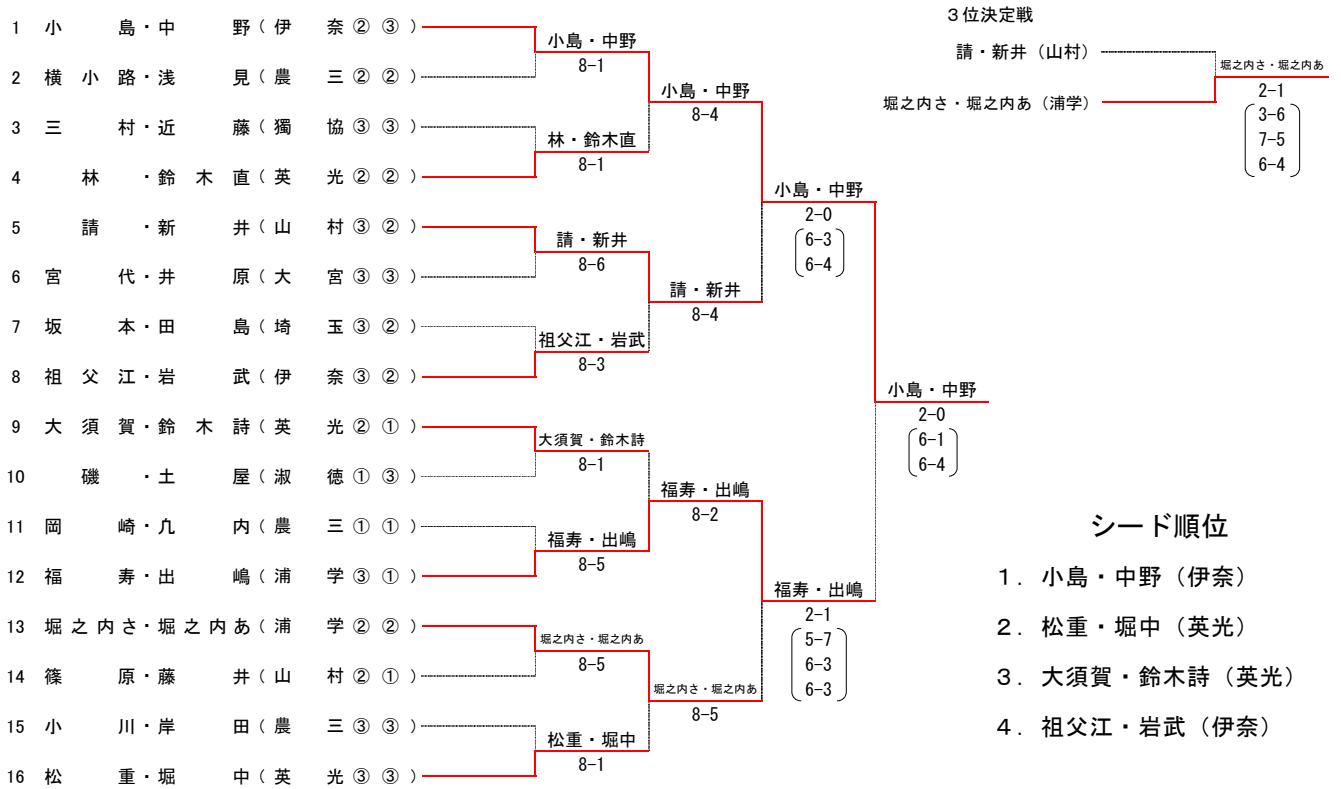 1 小島・中野(伊奈②③)
2 横小路・浅見(農三②②)
3 三村・近藤(獨協③③)
4 林・鈴木直(英光②②)
5 請・新井(山村③②)
6 宮代・井原(大宮③③)
7 坂本・田島(埼玉③②)
8 祖父江・岩武(伊奈③②)
9 大須賀・鈴木詩(英光②①)
10 磯・土屋(淑徳①③)
11 岡崎・凢内(農三①①)
12 福寿・出嶋(浦学③①)
13 堀之内さ・堀之内あ(浦学②②)
14 篠原・藤井(山村②①)
15 小川・岸田(農三③③)
16 松重・堀中(英光③③)
小島・中野
8-1
林・鈴木直
8-1
請・新井
8-6
祖父江・岩武
8-3
大須賀・鈴木詩
8-1
福寿・出嶋
8-5
堀之内さ・堀之内あ
8-5
松重・堀中
8-1
小島・中野
8-4
請・新井
8-4
福寿・出嶋
8-2
堀之内さ・堀之内あ
8-5
小島・中野
2-0
6-3
6-4
福寿・出嶋
2-1
5-7
6-3
6-3
小島・中野
2-0
6-1
6-4
3位決定戦
請・新井(山村)
堀之内さ・堀之内あ(浦学)
堀之内さ・堀之内あ
2-1
3-6
7-5
6-4
シード順位
1. 小島・中野(伊奈)
2. 松重・堀中(英光)
3. 大須賀・鈴木詩(英光)
4. 祖父江・岩武(伊奈)